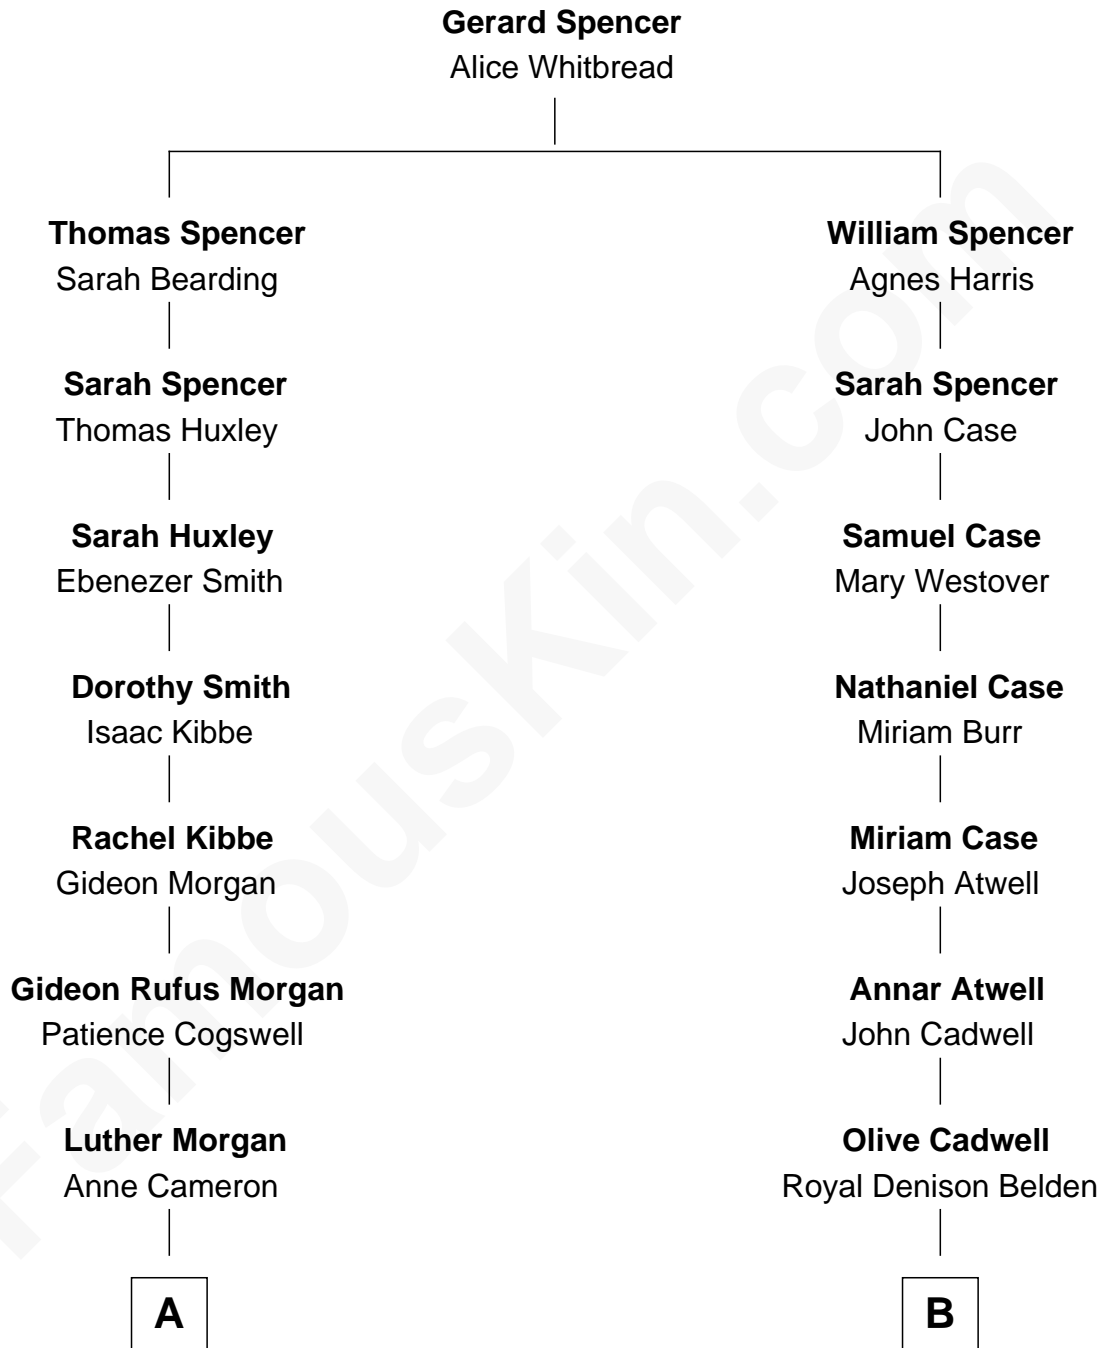 Gerard Spencer
Alice Whitbread
Thomas Spencer
Sarah Bearding
William Spencer
Agnes Harris
Sarah Spencer
Thomas Huxley
Sarah Spencer
John Case
Sarah Huxley
Ebenezer Smith
Samuel Case
Mary Westover
Dorothy Smith
Isaac Kibbe
Nathaniel Case
Miriam Burr
Rachel Kibbe
Gideon Morgan
Miriam Case
Joseph Atwell
Gideon Rufus Morgan
Patience Cogswell
Annar Atwell
John Cadwell
Luther Morgan
Anne Cameron
Olive Cadwell
Royal Denison Belden
A
B
FamousKin.com